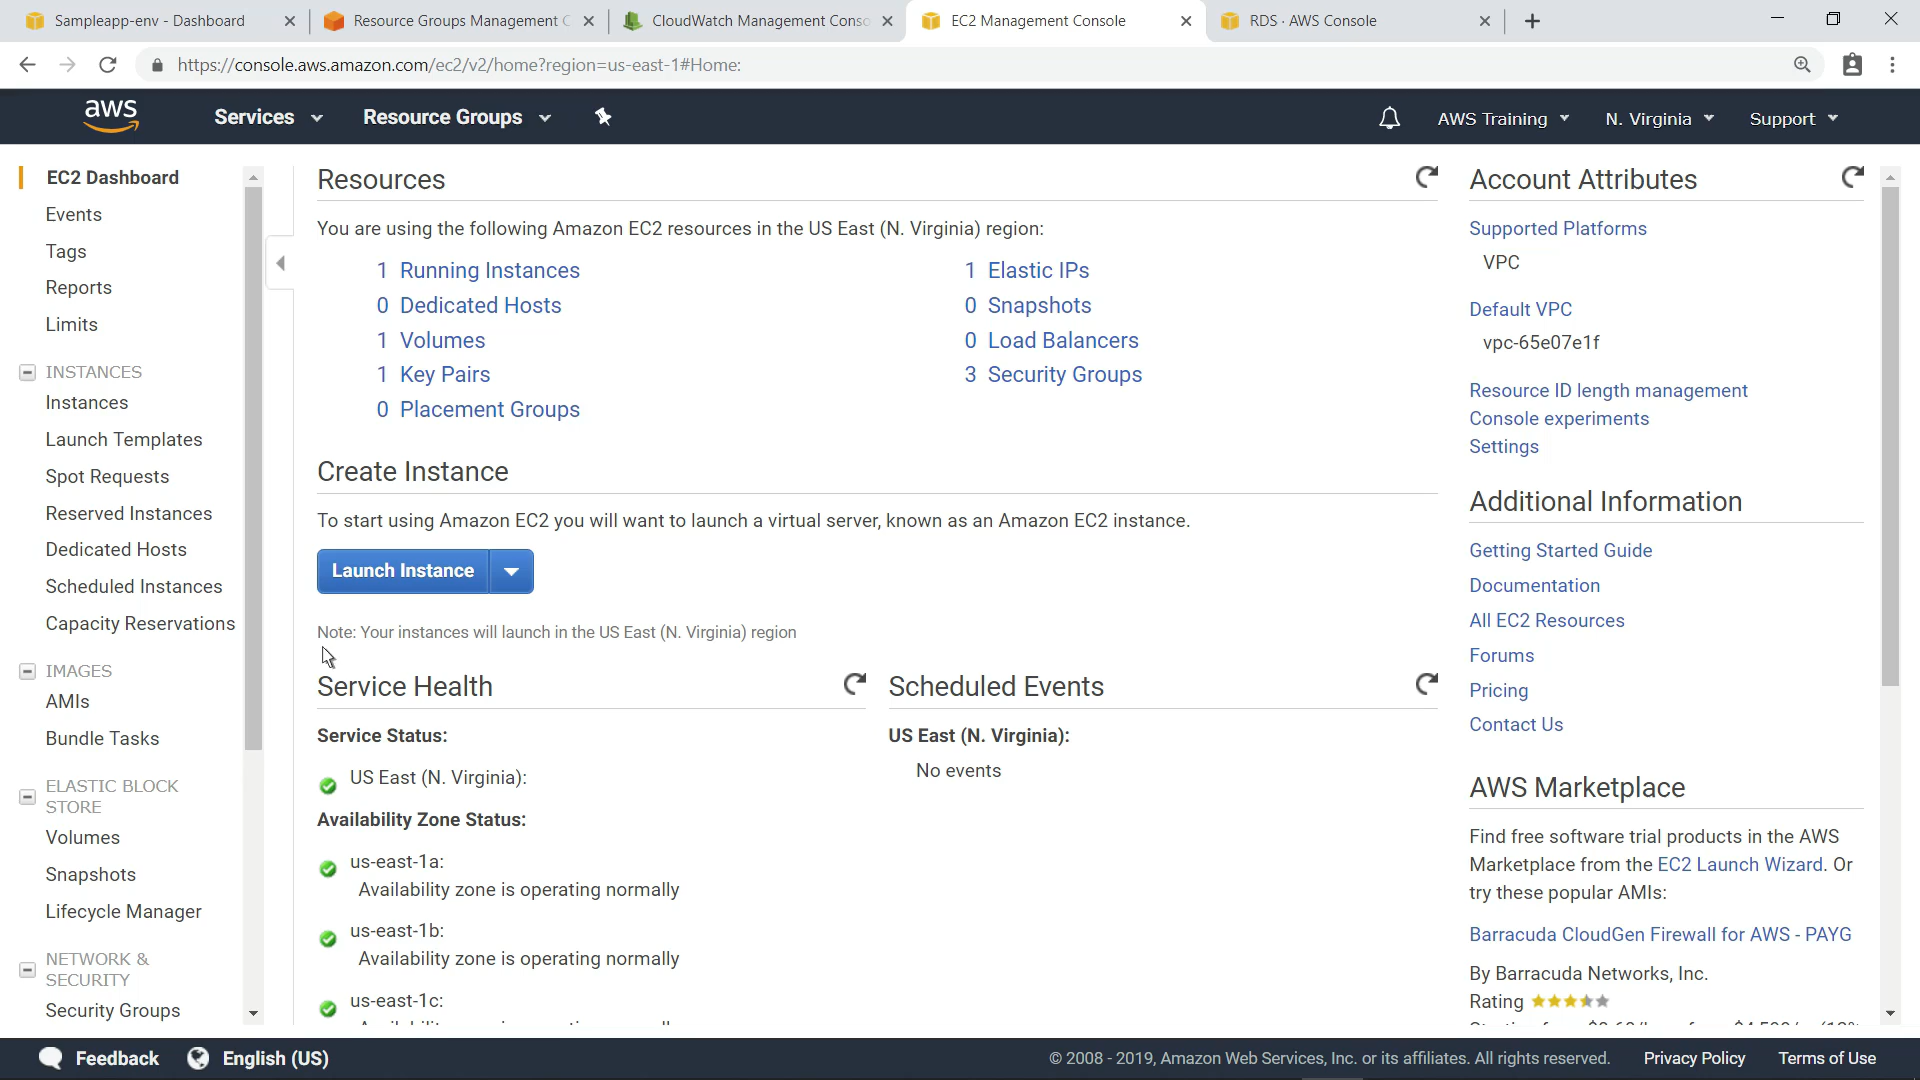 Sampleapp-env - Dashboard
Resource Groups Management C
CloudWatch Management Conso
EC2 Management Console
RDS · AWS Console
https://console.aws.amazon.com/ec2/v2/home?region=us-east-1#Home:
aws
Services
Resource Groups
AWS Training
N. Virginia
Support
EC2 Dashboard
Events
Tags
Reports
Limits
INSTANCES
Instances
Launch Templates
Spot Requests
Reserved Instances
Dedicated Hosts
Scheduled Instances
Capacity Reservations
IMAGES
AMIs
Bundle Tasks
ELASTIC BLOCK
STORE
Volumes
Snapshots
Lifecycle Manager
NETWORK &
SECURITY
Security Groups
Resources
You are using the following Amazon EC2 resources in the US East (N. Virginia) region:
1 Running Instances
0 Dedicated Hosts
1 Volumes
1 Key Pairs
0 Placement Groups
1 Elastic IPs
0 Snapshots
0 Load Balancers
3 Security Groups
Create Instance
To start using Amazon EC2 you will want to launch a virtual server, known as an Amazon EC2 instance.
Launch Instance
Note: Your instances will launch in the US East (N. Virginia) region
Service Health
Service Status:
US East (N. Virginia):
Availability Zone Status:
us-east-1a:
Availability zone is operating normally
us-east-1b:
Availability zone is operating normally
us-east-1c:
Scheduled Events
US East (N. Virginia):
No events
Account Attributes
Supported Platforms
VPC
Default VPC
vpc-65e07e1f
Resource ID length management
Console experiments
Settings
Additional Information
Getting Started Guide
Documentation
All EC2 Resources
Forums
Pricing
Contact Us
AWS Marketplace
Find free software trial products in the AWS
Marketplace from the EC2 Launch Wizard. Or
try these popular AMIs:
Barracuda CloudGen Firewall for AWS - PAYG
By Barracuda Networks, Inc.
Rating
Feedback
English (US)
© 2008 - 2019, Amazon Web Services, Inc. or its affiliates. All rights reserved.
Privacy Policy
Terms of Use